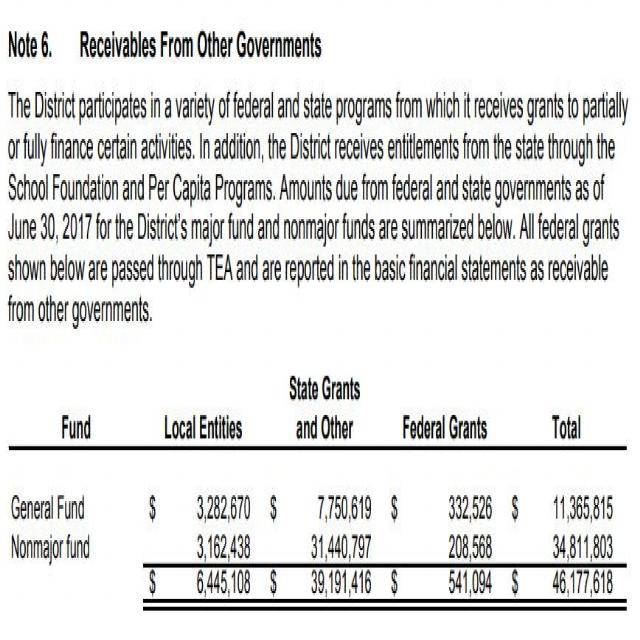 Note 6. Receivables From Other Governments
The District participates in a variety of federal and state programs from which it receives grants to partially
or fully finance certain activities. In addition, the District receives entitlements from the state through the
School Foundation and Per Capita Programs. Amounts due from federal and state governments as of
June 30, 2017 for the District's major fund and nonmajor funds are summarized below. All federal grants
shown below are passed through TEA and are reported in the basic financial statements as receivable
from other governments.
State Grants
Fund Local Entities and Other Federal Grants Total
General Fund $ 3,282,670 $ 7,750,619 $ 332,526 $ 11,365,815
Nonmajor fund 3,162,438 31,440,797 208,568 34,811,803
$ 6,445,108 $ 39,191,416 $ 541,094 $ 46,177,618